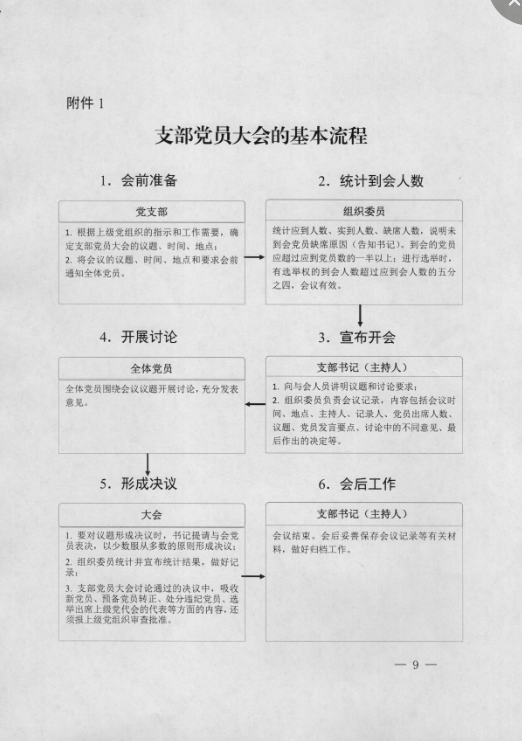 附件 1
支部党员大会的基本流程
1. 会前准备
党支部
1. 根据上级党组织的指示和工作需要，确
定支部党员大会的议题、时间、地点；
2. 将会议的议题、时间、地点和要求会前
通知全体党员。
2. 统计到会人数
组织委员
统计应到人数、实到人数、缺席人数，说明未
到会党员缺席原因（告知书记）。到会的党员
应超过应到党员数的一半以上；进行选举时，
有选举权的到会人数超过应到会人数的五分
之四，会议有效。
3. 宣布开会
支部书记（主持人）
1. 向与会人员讲明议题和讨论要求；
2. 组织委员负责会议记录，内容包括会议时
间、地点、主持人、记录人、党员出席人数、
议题、党员发言要点、讨论中的不同意见、最
后作出的决定等。
4. 开展讨论
全体党员
全体党员围绕会议议题开展讨论，充分发表
意见。
5. 形成决议
大会
1. 要对议题形成决议时，书记提请与会党
员表决，以少数服从多数的原则形成决议；
2. 组织委员统计并宣布统计结果，做好记
录；
3. 支部党员大会讨论通过的决议中，吸收
新党员、预备党员转正、处分违纪党员、选
举出席上级党代会的代表等方面的内容，还
须报上级党组织审查批准。
6. 会后工作
支部书记（主持人）
会议结束。会后妥善保存会议记录等有关材
料，做好归档工作。
— 9 —